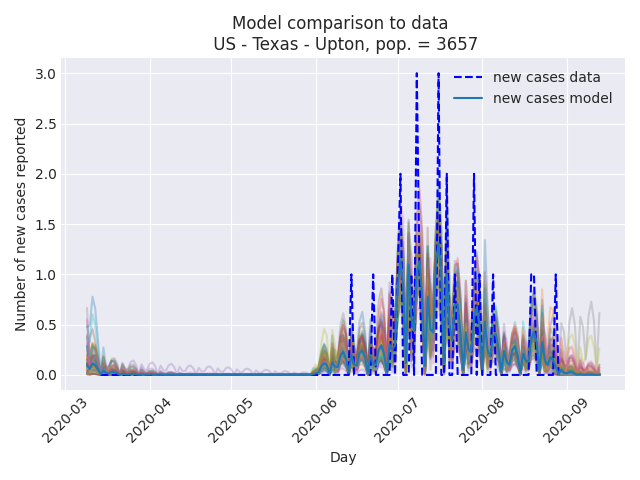 Model comparison to data
US - Texas - Upton, pop. = 3657
new cases data
new cases model
Number of new cases reported
3.0
2.5
2.0
1.5
1.0
0.5
0.0
2020-03
2020-04
2020-05
2020-06
2020-07
2020-08
2020-09
Day